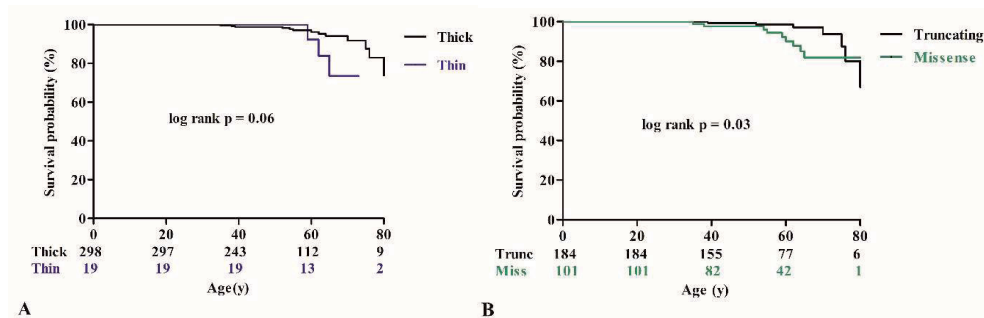 100
80
60
40
20
0
Survival probability (%)
Thick
Thin
log rank p = 0.06
0 20 40 60 80
Thick 298 297 243 112 9
Thin 19 19 19 13 2
Age(y)
A
100
80
60
40
20
0
Survival probability (%)
Truncating
Missense
log rank p = 0.03
0 20 40 60 80
Trunc 184 184 155 77 6
Miss 101 101 82 42 1
Age (y)
B